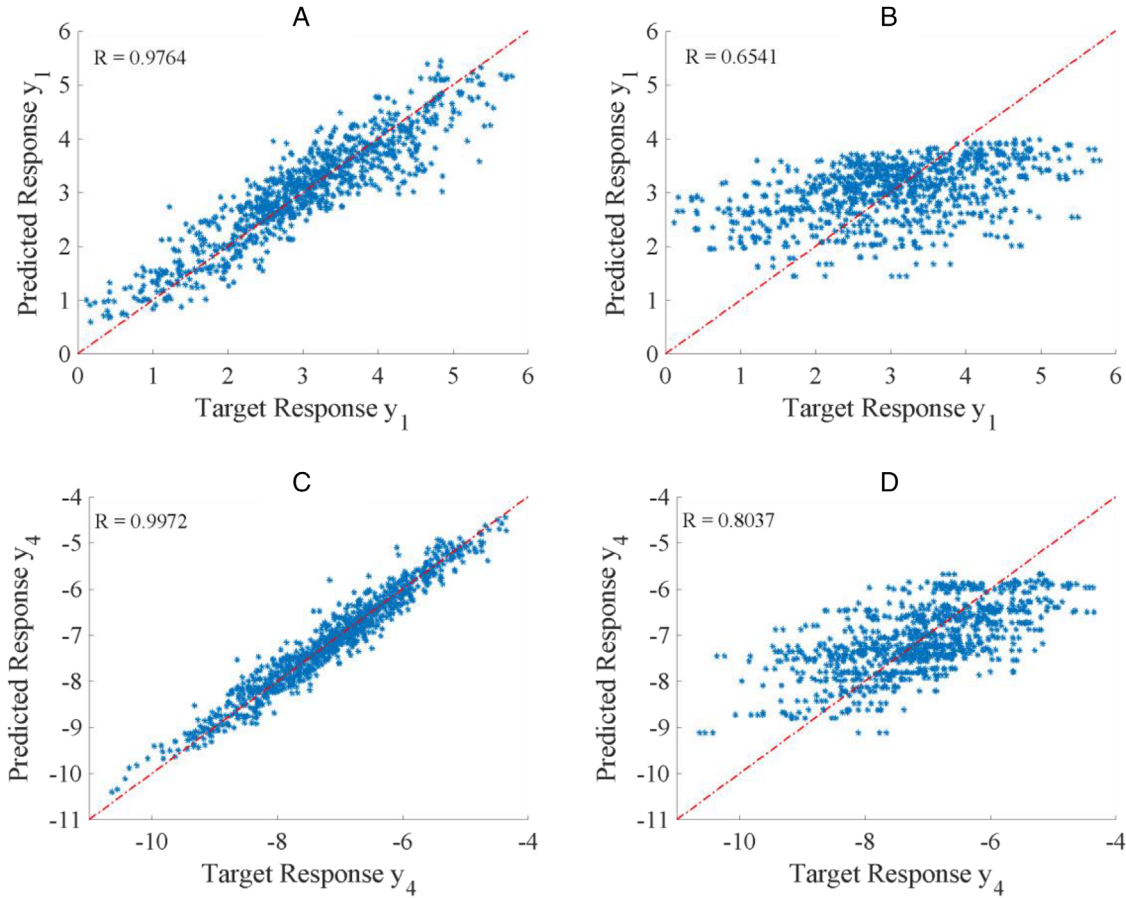 A
R = 0.9764
6
5
4
3
2
1
0
0 1 2 3 4 5 6
Predicted Response y1
Target Response y1
B
R = 0.6541
6
5
4
3
2
1
0
0 1 2 3 4 5 6
Predicted Response y1
Target Response y1
C
R = 0.9972
-4
-5
-6
-7
-8
-9
-10
-11
-10 -8 -6 -4
Predicted Response y4
Target Response y4
D
R = 0.8037
-4
-5
-6
-7
-8
-9
-10
-11
-10 -8 -6 -4
Predicted Response y4
Target Response y4